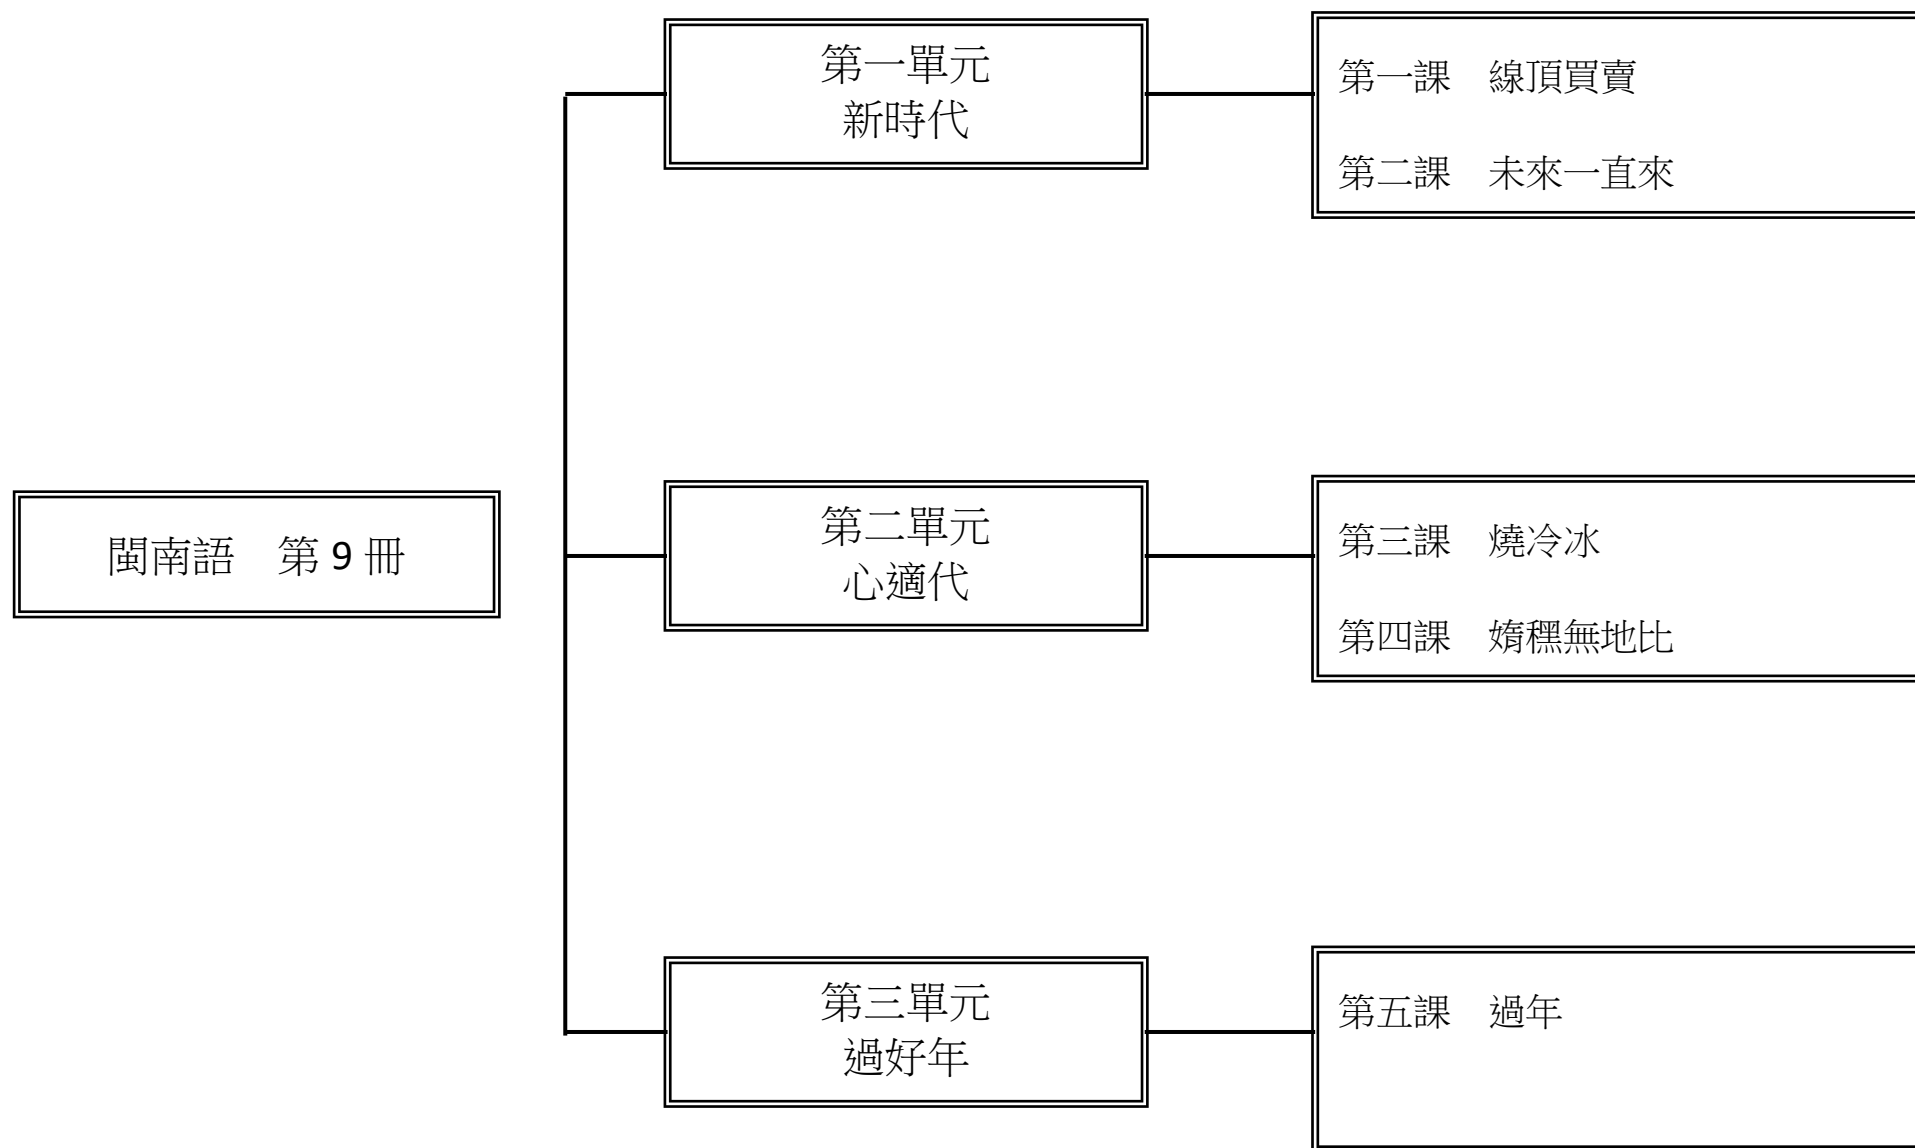 第一單元
新時代
第一課　線頂買賣
第二課　未來一直來
閩南語　第 9 冊
第二單元
心適代
第三課　燒冷冰
第四課　媠穤無地比
第三單元
過好年
第五課　過年